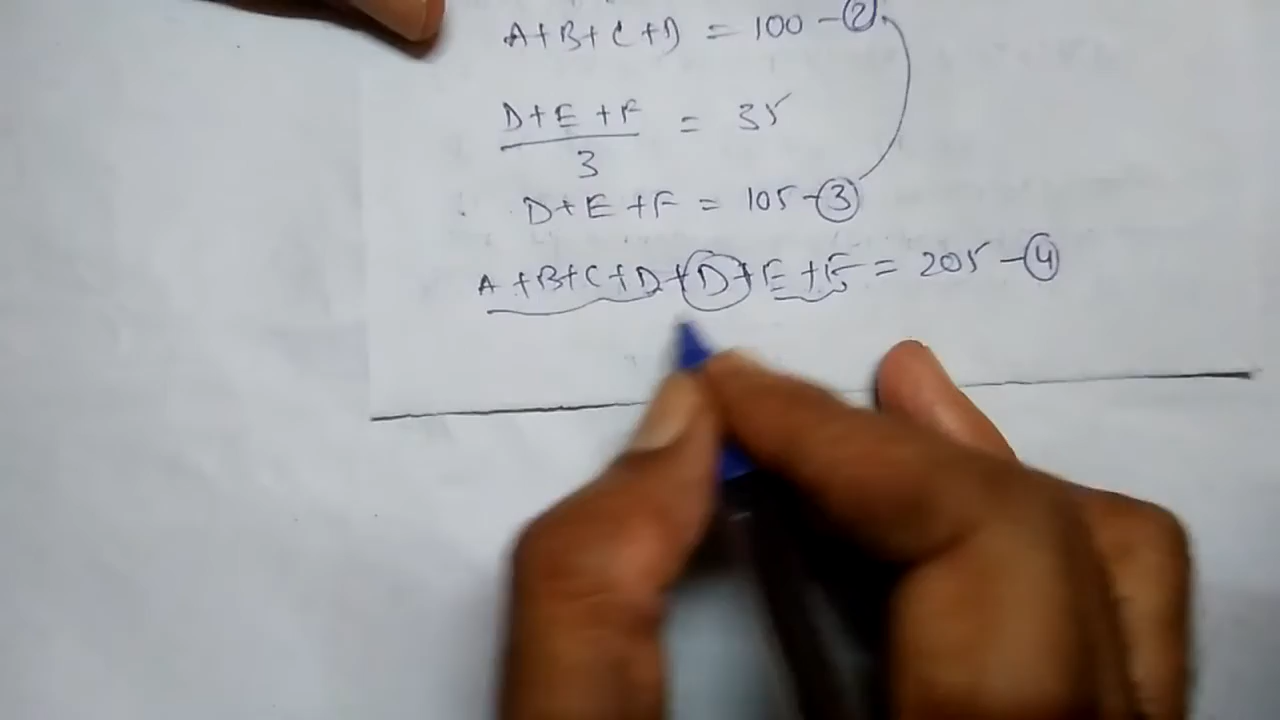 A+B+C+D = 100 - 2
D+E+F / 3 = 35
D+E+F = 105 - 3
A+B+C+D+D+E+F = 205 - 4